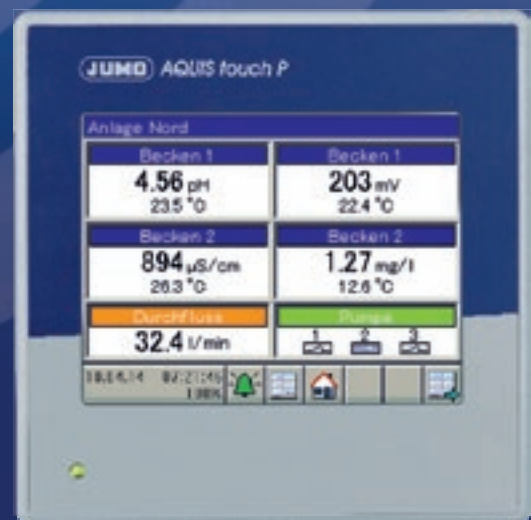 JUMO AQUIS touch P
Anlage Nord
Becken 1 Becken 1
4.56 pH 203 mV
23.5 °C 22.4 °C
Becken 2 Becken 2
894 µS/cm 1.27 mg/l
26.3 °C 12.6 °C
Durchfluss Pumpe
32.4 l/min 1 2 3
100%